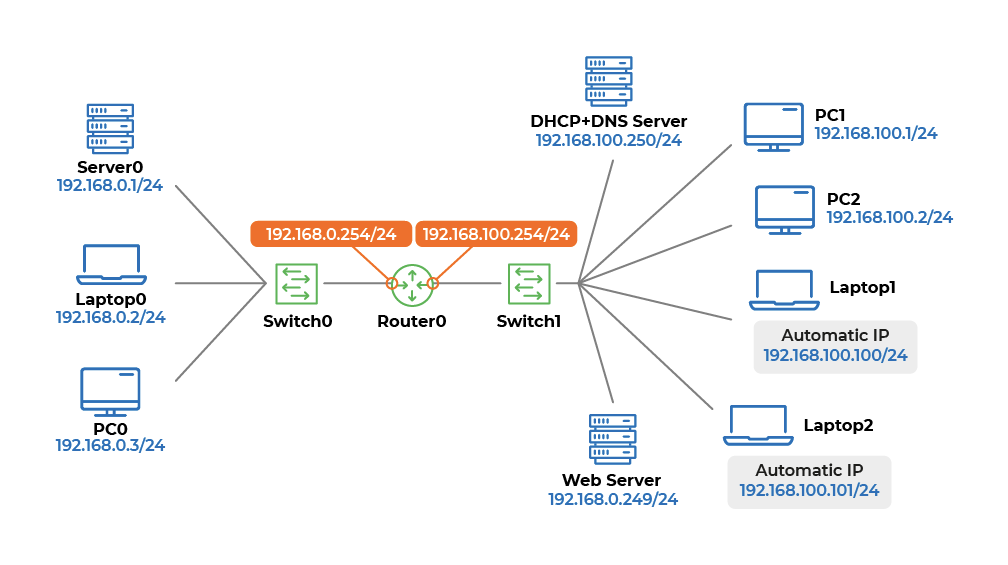 Server0
192.168.0.1/24
Laptop0
192.168.0.2/24
PC0
192.168.0.3/24
192.168.0.254/24
192.168.100.254/24
Switch0
Router0
Switch1
DHCP+DNS Server
192.168.100.250/24
PC1
192.168.100.1/24
PC2
192.168.100.2/24
Laptop1
Automatic IP
192.168.100.100/24
Laptop2
Automatic IP
192.168.100.101/24
Web Server
192.168.0.249/24